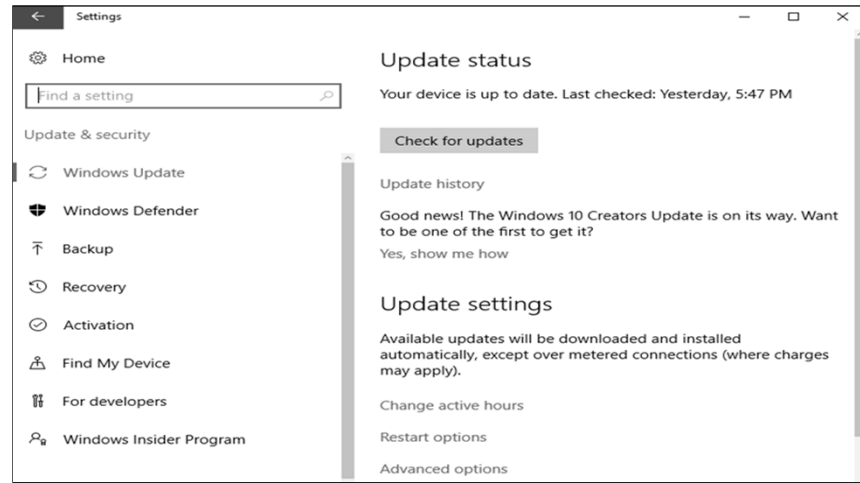 Settings
Home
Find a setting
Update & security
Windows Update
Windows Defender
Backup
Recovery
Activation
Find My Device
For developers
Windows Insider Program
Update status
Your device is up to date. Last checked: Yesterday, 5:47 PM
Check for updates
Update history
Good news! The Windows 10 Creators Update is on its way. Want
to be one of the first to get it?
Yes, show me how
Update settings
Available updates will be downloaded and installed
automatically, except over metered connections (where charges
may apply).
Change active hours
Restart options
Advanced options